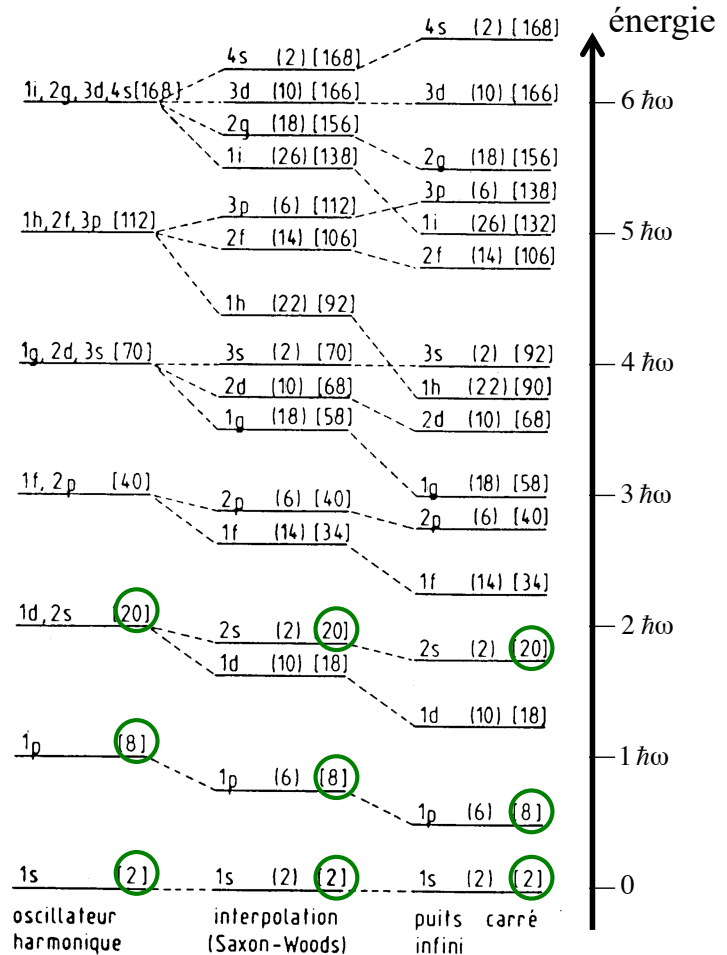 énergie
4s (2) [168]
4s (2) [168]
1i, 2g, 3d, 4s[168}
3d (10) [166]
3d (10) [166]
6 ħω
2g (18) [156]
1i (26) [138]
2g (18) [156]
3p (6) [138]
1h, 2f, 3p [112]
3p (6) [112]
1i (26) [132]
5 ħω
2f (14) [106]
2f (14) [106]
1h (22) [92]
1g, 2d, 3s [70]
3s (2) [70]
3s (2) [92]
4 ħω
2d (10) [68]
1h (22) [90]
1g (18) [58]
2d (10) [68]
1f, 2p [40]
2p (6) [40]
1g (18) [58]
3 ħω
2p (6) [40]
1f (14) [34]
1f (14) [34]
1d, 2s [20]
2s (2) 20]
2s (2) [20]
2 ħω
1d (10) [18]
1d (10) [18]
1p [8]
1p (6) [8]
1p (6) [8]
1 ħω
1s [2]
1s (2) [2]
1s (2) [2]
0
oscillateur
harmonique
interpolation
(Saxon-Woods)
puits carré
infini